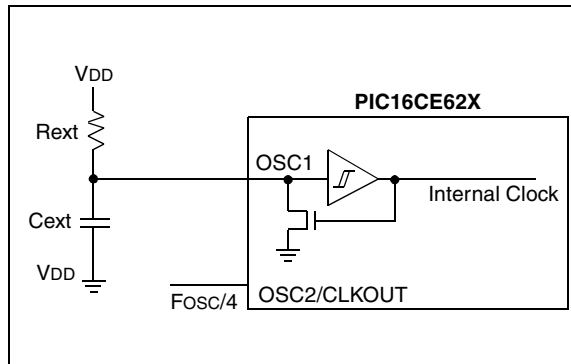 VDD
PIC16CE62X
Rext
OSC1
Internal Clock
Cext
VDD
FOSC/4
OSC2/CLKOUT